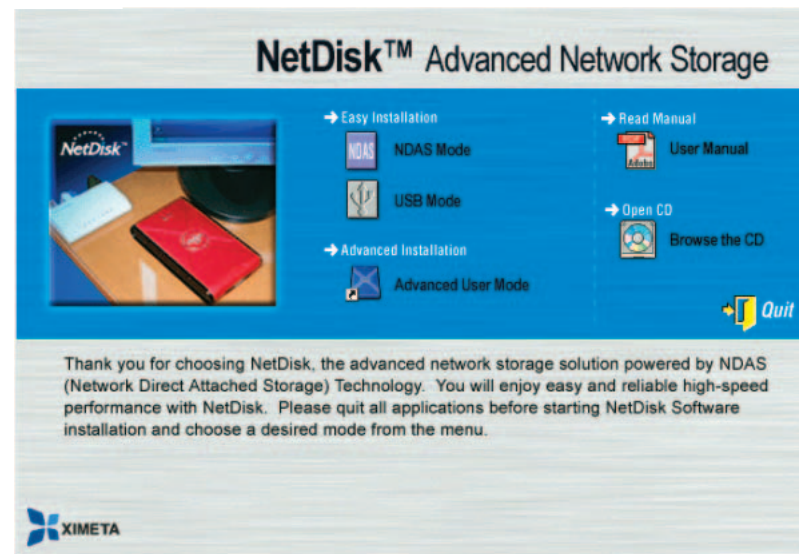 NetDisk™ Advanced Network Storage
NetDisk™
Easy Installation
NDAS
NDAS Mode
USB Mode
Advanced Installation
Advanced User Mode
Read Manual
Adobe
User Manual
Open CD
Browse the CD
Quit
Thank you for choosing NetDisk, the advanced network storage solution powered by NDAS
(Network Direct Attached Storage) Technology. You will enjoy easy and reliable high-speed
performance with NetDisk. Please quit all applications before starting NetDisk Software
installation and choose a desired mode from the menu.
XIMETA